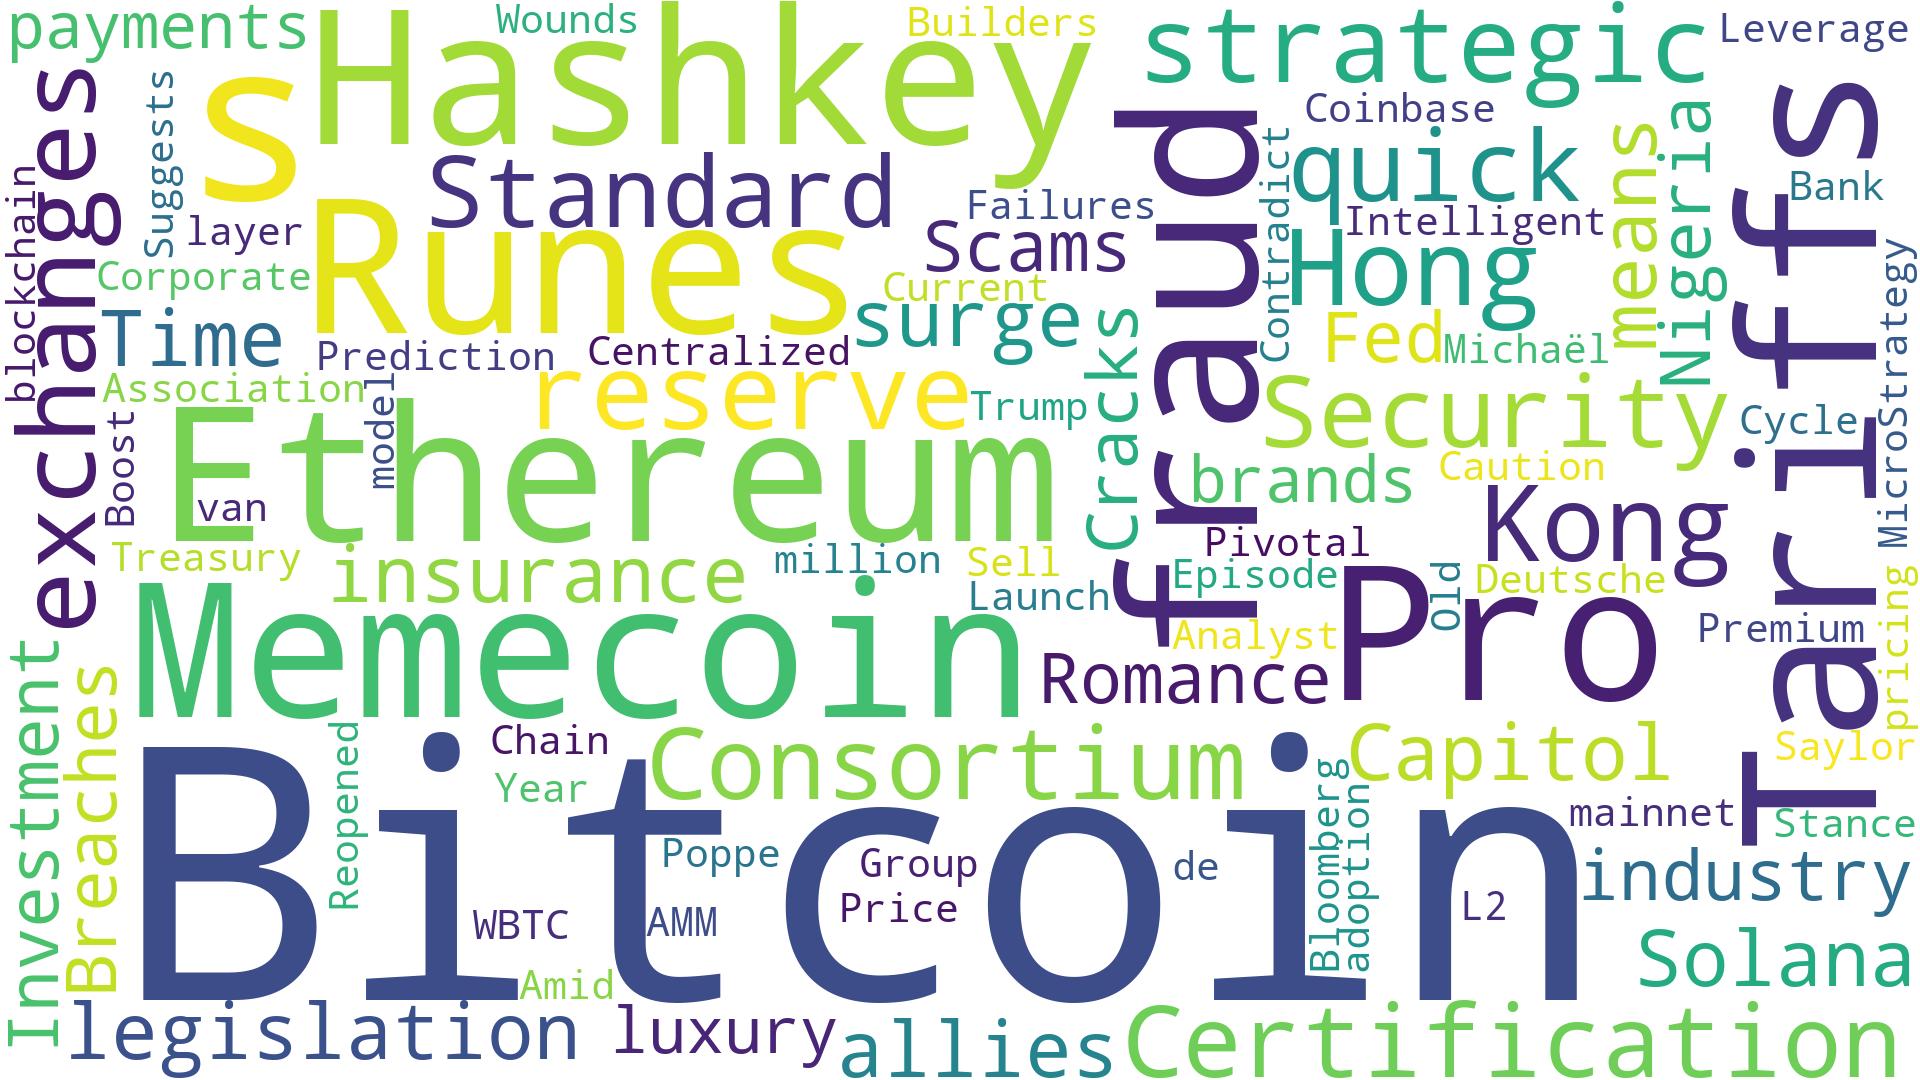 payments
Wounds
Builders
Hashkey
strategic
Leverage
s
Suggests
exchanges
blockchain
Coinbase
Standard
quick
Contradict
fraud
means
Nigeria
Tariffs
Bank
layer
Runes
Failures
Scams
Intelligent
Hong
Corporate
Current
Time
surge
Cracks
Fed
Michaël
MicroStrategy
Prediction
Centralized
Association
model
reserve
Trump
Security
Cycle
Boost
Ethereum
van
brands
Caution
Kong
Treasury
insurance
million
Sell
Pivotal
Episode
Old
Deutsche
Launch
Memecoin
Analyst
Pro
Premium
pricing
Romance
Investment
Breaches
Reopened
Chain
Consortium
Capitol
Saylor
Year
Bitcoin
Bloomberg
adoption
mainnet
Stance
Poppe
Group
de
industry
Price
L2
WBTC
AMM
Solana
Amid
legislation
luxury
allies
Certification